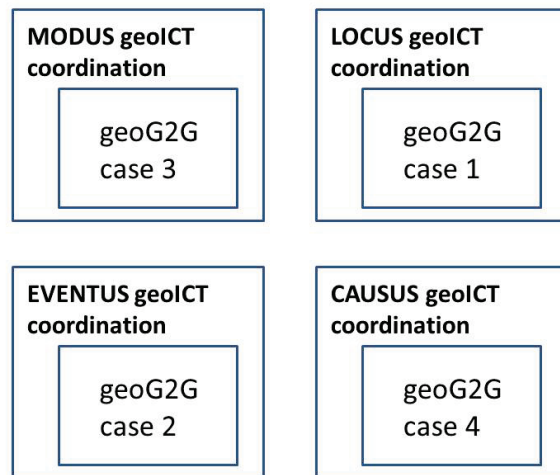 MODUS geoICT
coordination
geoG2G
case 3
LOCUS geoICT
coordination
geoG2G
case 1
EVENTUS geoICT
coordination
geoG2G
case 2
CAUSUS geoICT
coordination
geoG2G
case 4